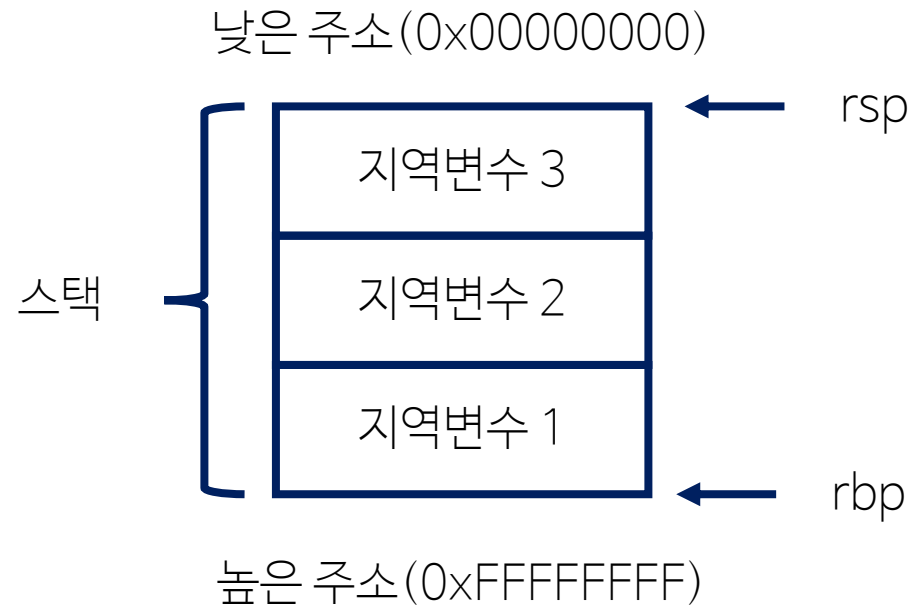 낮은 주소(0x00000000)
rsp
지역변수 3
지역변수 2
스택
지역변수 1
rbp
높은 주소(0xFFFFFFFF)